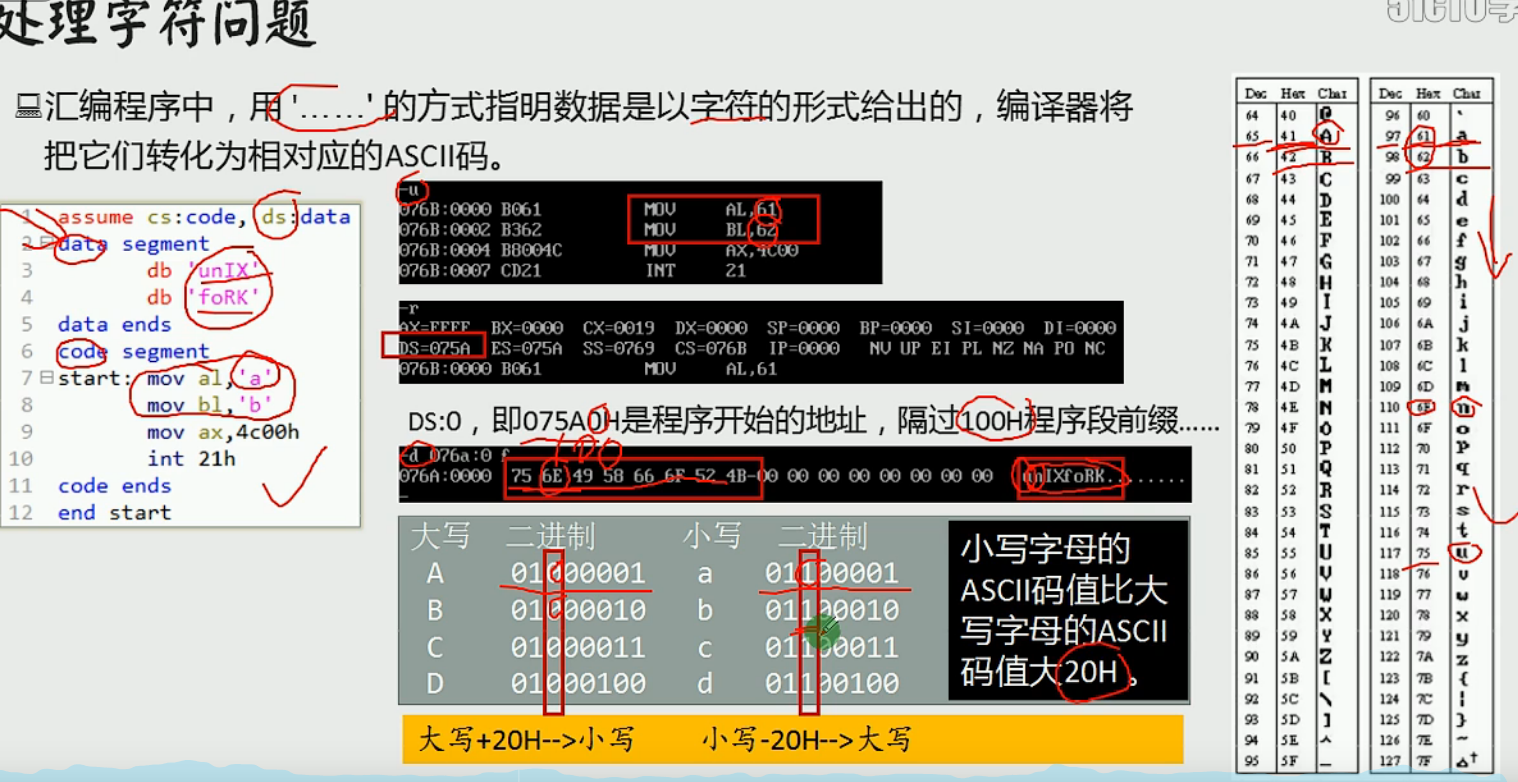 处理字符问题
汇编程序中，用 '……' 的方式指明数据是以字符的形式给出的，编译器将
把它们转化为相对应的ASCII码。
1 assume cs:code, ds:data
2 data segment
3 db 'unIX'
4 db 'foRK'
5 data ends
6 code segment
7 start: mov al,'a'
8 mov bl,'b'
9 mov ax,4c00h
10 int 21h
11 code ends
12 end start
-u
076B:0000 B061 MOV AL,61
076B:0002 B362 MOV BL,62
076B:0004 B8004C MOV AX,4C00
076B:0007 CD21 INT 21
-r
AX=FFFF BX=0000 CX=0019 DX=0000 SP=0000 BP=0000 SI=0000 DI=0000
DS=075A ES=075A SS=0769 CS=076B IP=0000 NV UP EI PL NZ NA PO NC
076B:0000 B061 MOV AL,61
DS:0，即075A0H是程序开始的地址，隔过100H程序段前缀……
+100
-d 076a:0 f
076A:0000 75 6E 49 58 66 6F 52 4B-00 00 00 00 00 00 00 00 unIXfoRK........
大写 二进制 小写 二进制
A 01000001 a 01100001
B 01000010 b 01100010
C 01000011 c 01100011
D 01000100 d 01100100
小写字母的
ASCII码值比大
写字母的ASCII
码值大20H。
大写+20H-->小写 小写-20H-->大写
Dec Hex Char
64 40 @
65 41 A
66 42 B
67 43 C
68 44 D
69 45 E
70 46 F
71 47 G
72 48 H
73 49 I
74 4A J
75 4B K
76 4C L
77 4D M
78 4E N
79 4F O
80 50 P
81 51 Q
82 52 R
83 53 S
84 54 T
85 55 U
86 56 V
87 57 W
88 58 X
89 59 Y
90 5A Z
91 5B [
92 5C \
93 5D ]
94 5E ^
95 5F _
Dec Hex Char
96 60 `
97 61 a
98 62 b
99 63 c
100 64 d
101 65 e
102 66 f
103 67 g
104 68 h
105 69 i
106 6A j
107 6B k
108 6C l
109 6D m
110 6E n
111 6F o
112 70 p
113 71 q
114 72 r
115 73 s
116 74 t
117 75 u
118 76 v
119 77 w
120 78 x
121 79 y
122 7A z
123 7B {
124 7C ¦
125 7D }
126 7E ~
127 7F ⌂†